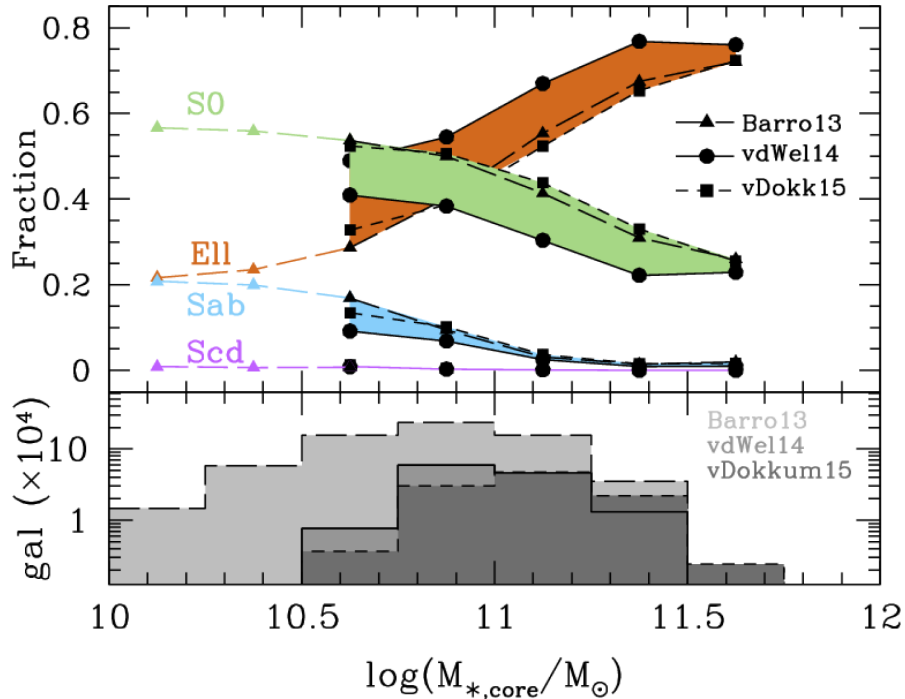 0.8
0.6
0.4
0.2
0
Fraction
S0
Ell
Sab
Scd
Barro13
vdWel14
vDokk15
10
1
gal (×10⁴)
Barro13
vdWel14
vDokkum15
10
10.5
11
11.5
12
log(M*,core/M⊙)